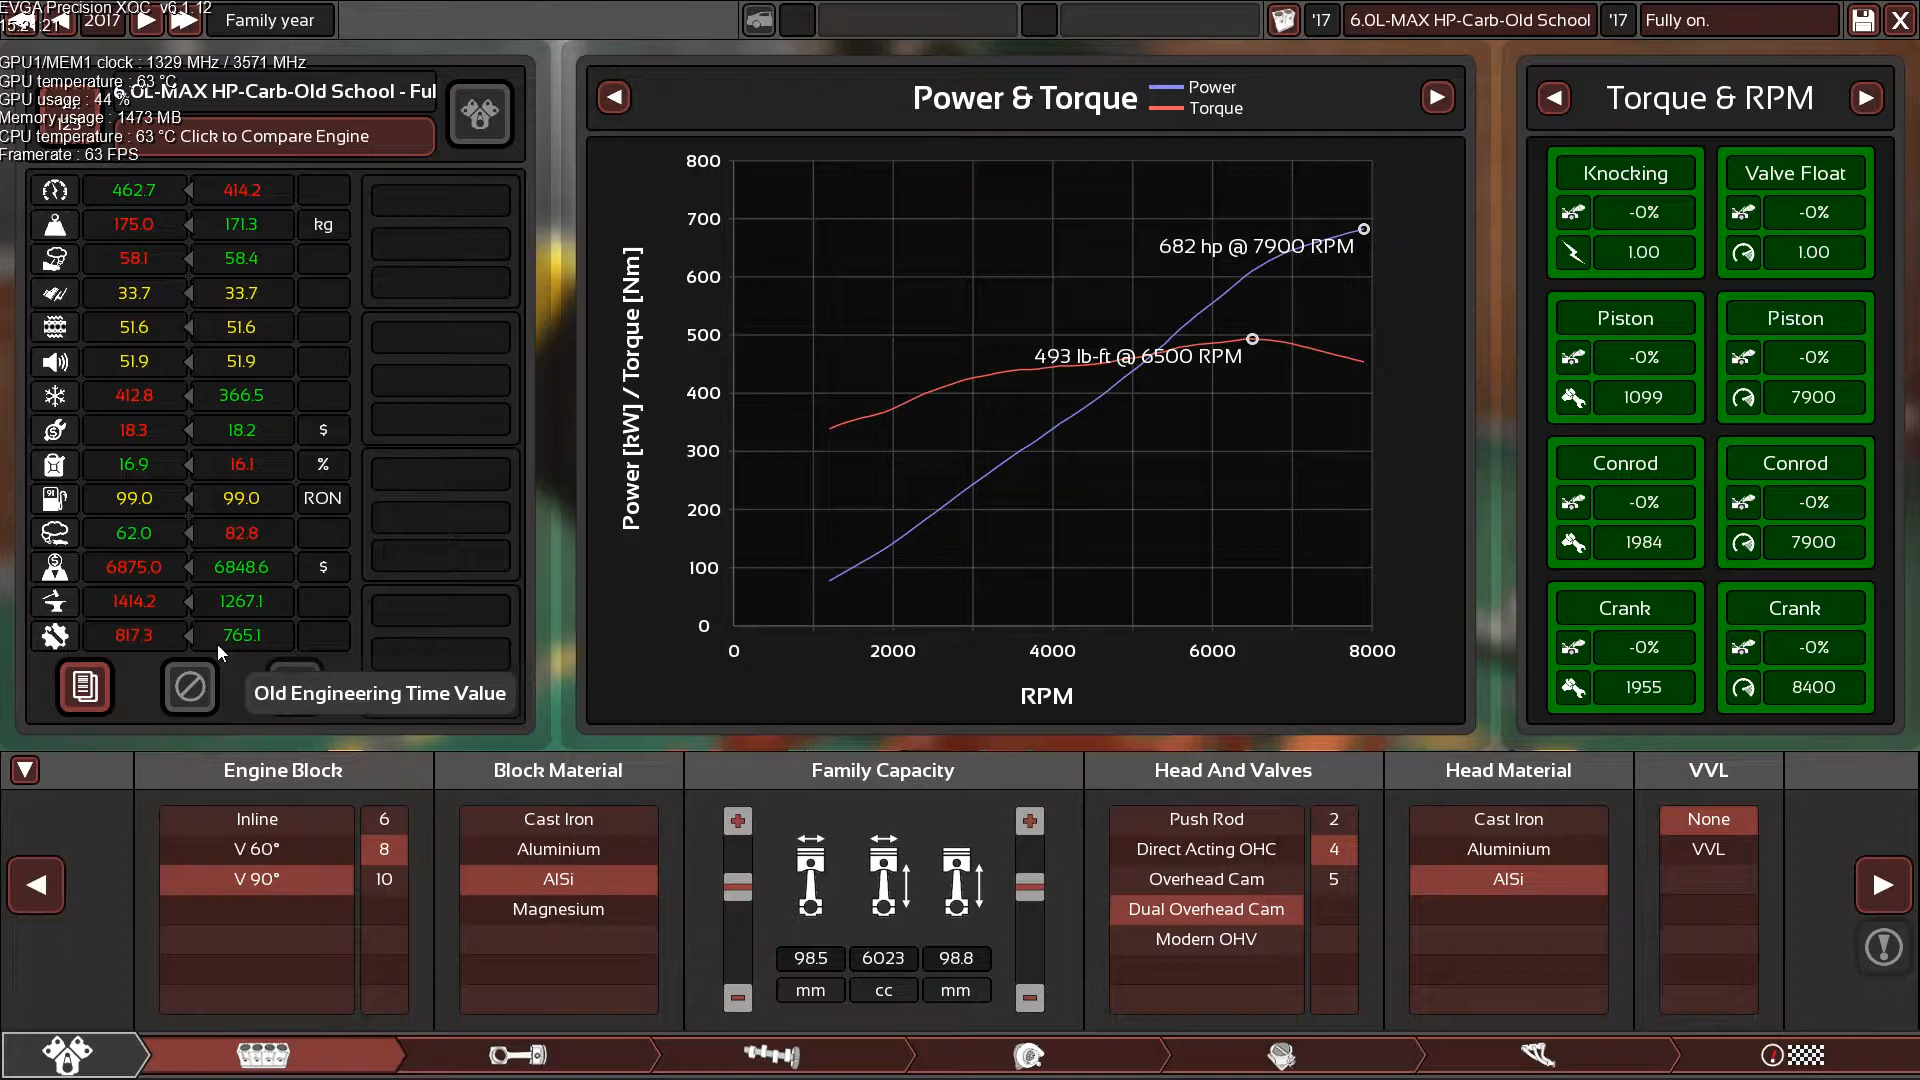 EVGA Precision XOC v6.1.12
2017
Family year
'17
6.0L-MAX HP-Carb-Old School
'17
Fully on.
GPU1/MEM1 clock : 1329 MHz / 3571 MHz
GPU temperature : 63 °C
GPU usage : 44 %
Memory usage : 1473 MB
CPU temperature : 63 °C
Framerate : 63 FPS
.0L-MAX HP-Carb-Old School - Ful
Click to Compare Engine
462.7 414.2
175.0 171.3 kg
58.1 58.4
33.7 33.7
51.6 51.6
51.9 51.9
412.8 366.5
18.3 18.2 $
16.9 16.1 %
99.0 99.0 RON
62.0 82.8
6875.0 6848.6 $
1414.2 1267.1
817.3 765.1
Old Engineering Time Value
Power & Torque
Power
Torque
Power [kW] / Torque [Nm]
800
700
600
500
400
300
200
100
0
682 hp @ 7900 RPM
493 lb-ft @ 6500 RPM
0 2000 4000 6000 8000
RPM
Torque & RPM
Knocking Valve Float
-0% -0%
1.00 1.00
Piston Piston
-0% -0%
1099 7900
Conrod Conrod
-0% -0%
1984 7900
Crank Crank
-0% -0%
1955 8400
Engine Block
Inline
V 60°
V 90°
6
8
10
Block Material
Cast Iron
Aluminium
AlSi
Magnesium
Family Capacity
98.5 6023 98.8
mm cc mm
Head And Valves
Push Rod
Direct Acting OHC
Overhead Cam
Dual Overhead Cam
Modern OHV
2
4
5
Head Material
Cast Iron
Aluminium
AlSi
VVL
None
VVL